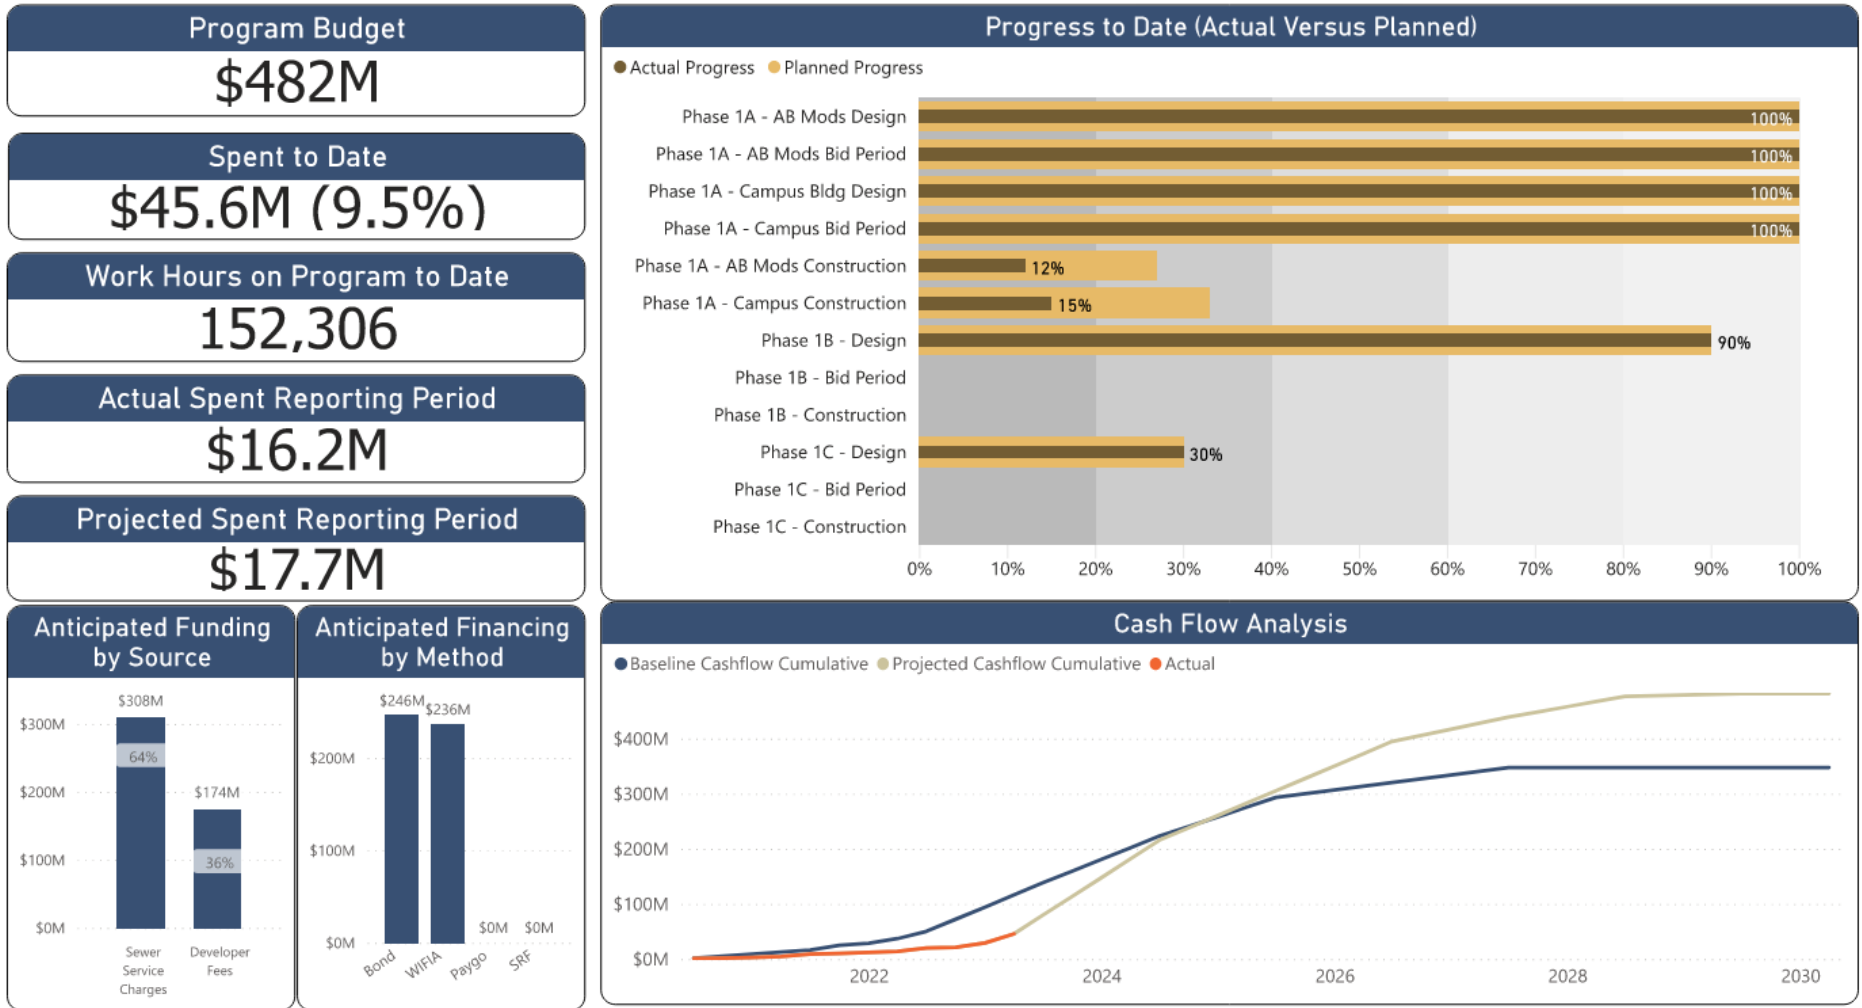 Program Budget
$482M
Spent to Date
$45.6M (9.5%)
Work Hours on Program to Date
152,306
Actual Spent Reporting Period
$16.2M
Projected Spent Reporting Period
$17.7M
Anticipated Funding
by Source
$308M
$300M
64%
$200M
$174M
$100M
36%
$0M
Sewer
Service
Charges
Developer
Fees
Anticipated Financing
by Method
$246M
$236M
$200M
$100M
$0M
$0M
$0M
Bond
WIFIA
Paygo
SRF
Progress to Date (Actual Versus Planned)
Actual Progress
Planned Progress
Phase 1A - AB Mods Design
100%
Phase 1A - AB Mods Bid Period
100%
Phase 1A - Campus Bldg Design
100%
Phase 1A - Campus Bid Period
100%
Phase 1A - AB Mods Construction
12%
Phase 1A - Campus Construction
15%
Phase 1B - Design
90%
Phase 1B - Bid Period
Phase 1B - Construction
Phase 1C - Design
30%
Phase 1C - Bid Period
Phase 1C - Construction
0% 10% 20% 30% 40% 50% 60% 70% 80% 90% 100%
Cash Flow Analysis
Baseline Cashflow Cumulative
Projected Cashflow Cumulative
Actual
$400M
$300M
$200M
$100M
$0M
2022 2024 2026 2028 2030